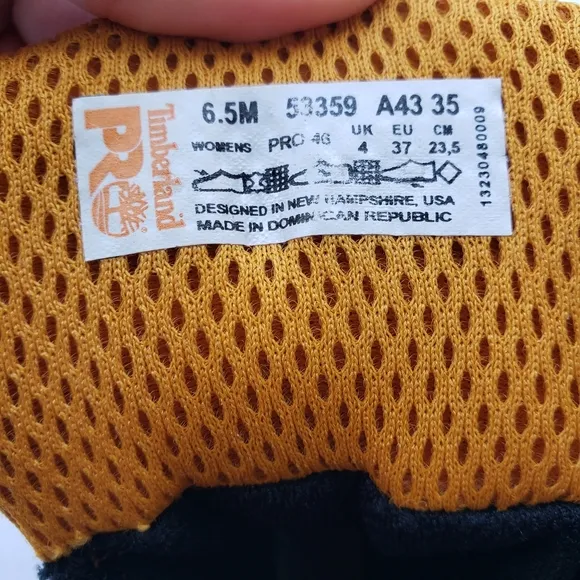 Timberland
PRO
6.5M 53359 A43 35
WOMENS PRO 46 UK EU CM
4 37 23,5
DESIGNED IN NEW HAMPSHIRE, USA
MADE IN DOMINICAN REPUBLIC
13230480009